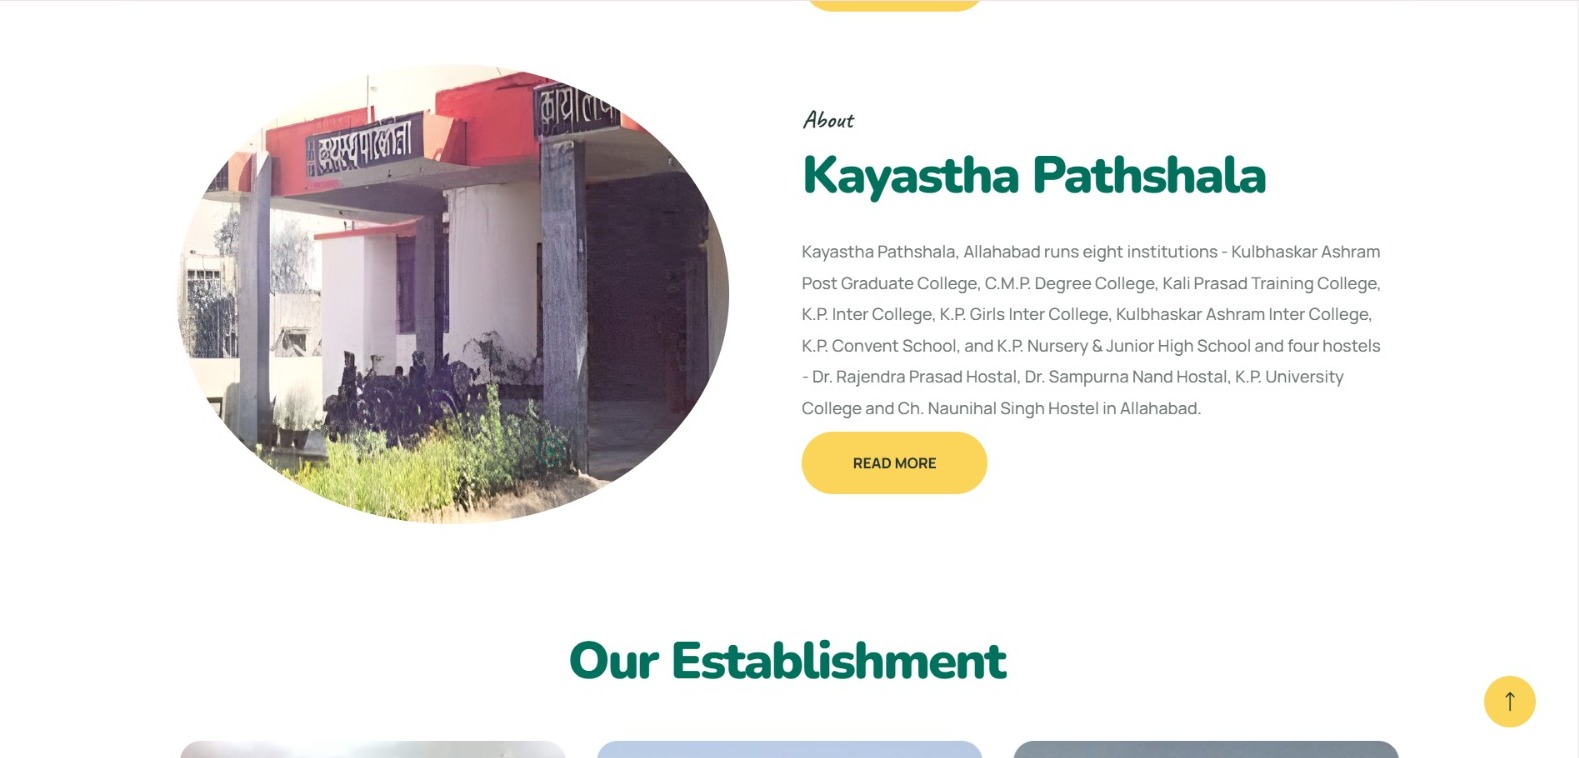 कायस्थ पाठशाला
About
Kayastha Pathshala
Kayastha Pathshala, Allahabad runs eight institutions - Kulbhaskar Ashram
Post Graduate College, C.M.P. Degree College, Kali Prasad Training College,
K.P. Inter College, K.P. Girls Inter College, Kulbhaskar Ashram Inter College,
K.P. Convent School, and K.P. Nursery & Junior High School and four hostels
- Dr. Rajendra Prasad Hostal, Dr. Sampurna Nand Hostal, K.P. University
College and Ch. Naunihal Singh Hostel in Allahabad.
READ MORE
Our Establishment